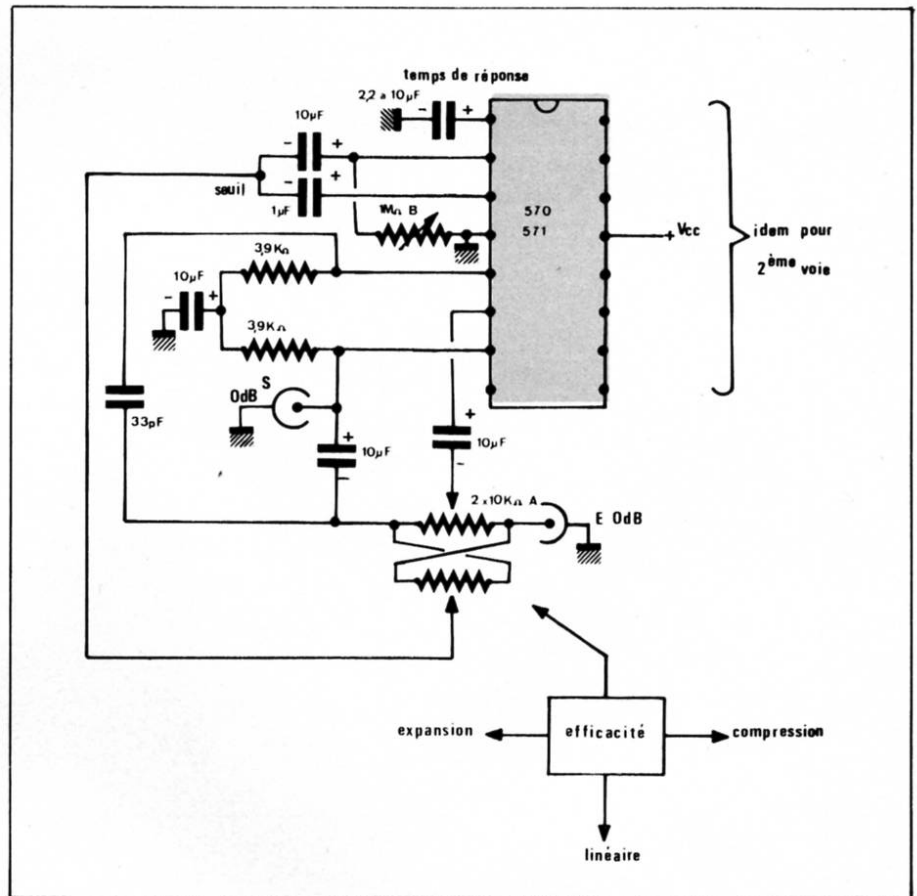 temps de réponse
2,2 à 10µF
- +
10µF
- +
seuil
- +
1µF
1MΩ B
570
571
+ Vcc
idem pour
2ème voie
3,9KΩ
10µF
- +
3,9KΩ
S
0dB
33pF
+
10µF
-
+
10µF
-
2 x 10KΩ A
E 0dB
expansion
efficacité
compression
linéaire